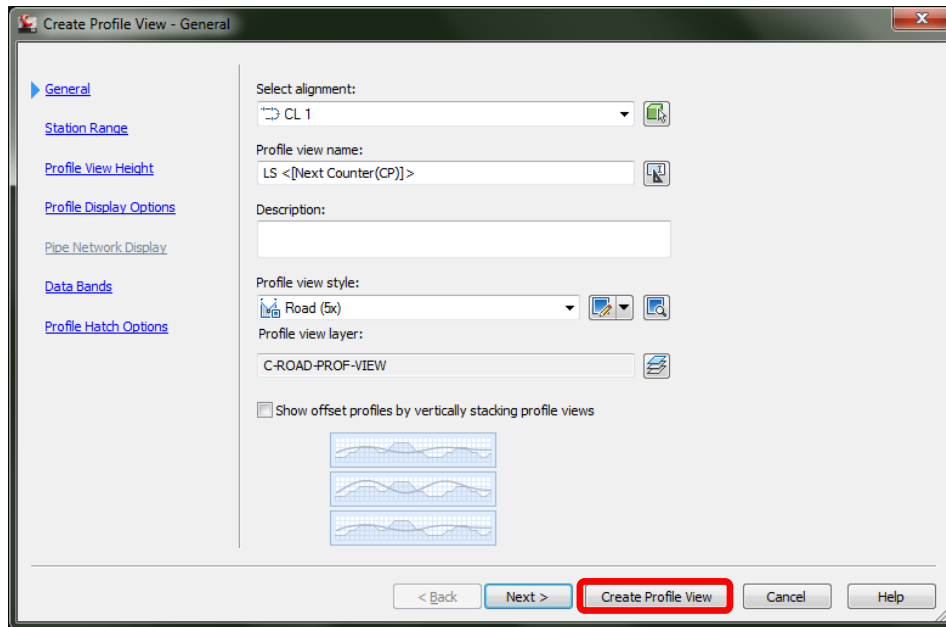 Create Profile View - General
General
Station Range
Profile View Height
Profile Display Options
Pipe Network Display
Data Bands
Profile Hatch Options
Select alignment:
CL 1
Profile view name:
LS <[Next Counter(CP)]>
Description:
Profile view style:
Road (5x)
Profile view layer:
C-ROAD-PROF-VIEW
Show offset profiles by vertically stacking profile views
< Back
Next >
Create Profile View
Cancel
Help